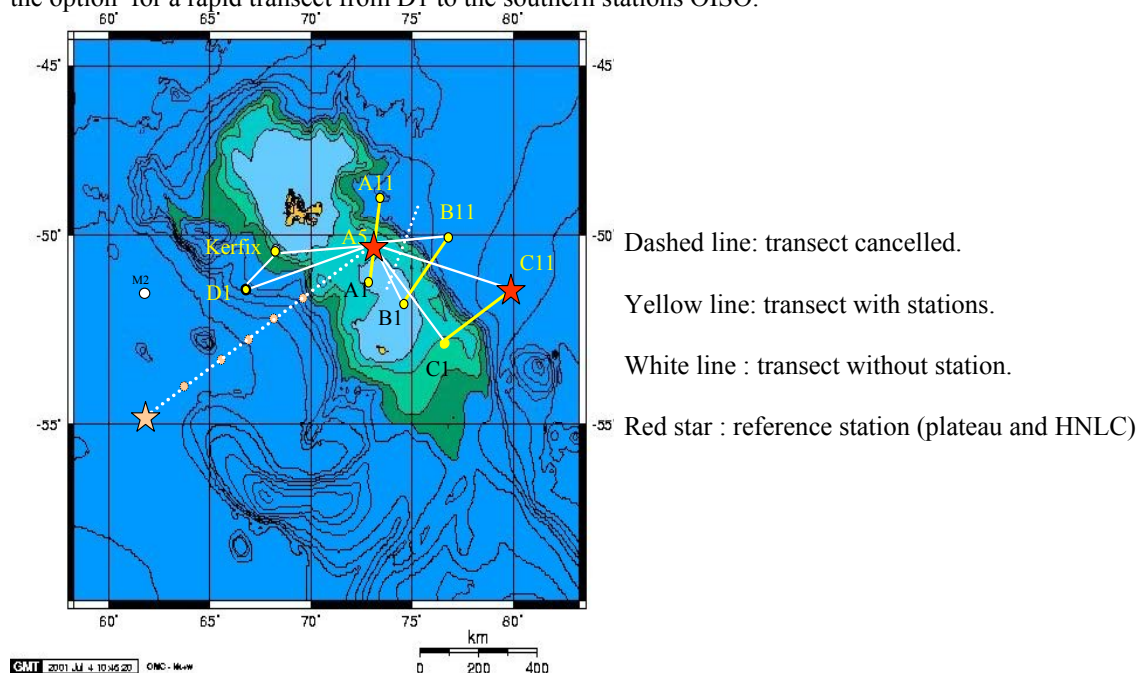 the option for a rapid transect from D1 to the southern stations OISO.
60° 65° 70° 75° 80°
-45° -45°
A11
B11
-50° Kerfix A5 -50°
C11
M2 D1 A1
B1
C1
-55° -55°
60° 65° 70° 75° 80°
km
0 200 400
GMT 2001 Jul 4 10:46:20 OMC -
Dashed line: transect cancelled.
Yellow line: transect with stations.
White line : transect without station.
Red star : reference station (plateau and HNLC)